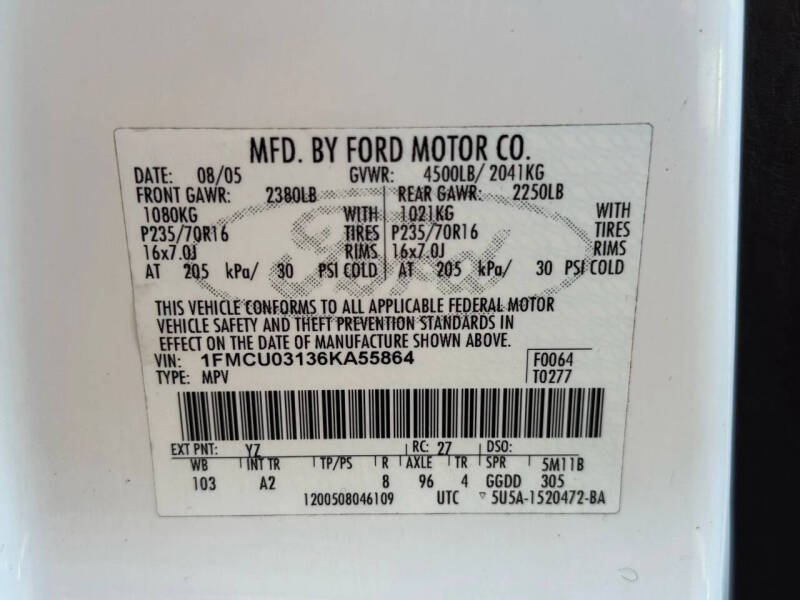 MFD. BY FORD MOTOR CO.
DATE: 08/05 GVWR: 4500LB/ 2041KG
FRONT GAWR: 2380LB REAR GAWR: 2250LB
1080KG WITH 1021KG WITH
P235/70R16 TIRES P235/70R16 TIRES
16x7.0J RIMS 16x7.0J RIMS
AT 205 kPa/ 30 PSI COLD AT 205 kPa/ 30 PSI COLD
Ford
THIS VEHICLE CONFORMS TO ALL APPLICABLE FEDERAL MOTOR
VEHICLE SAFETY AND THEFT PREVENTION STANDARDS IN
EFFECT ON THE DATE OF MANUFACTURE SHOWN ABOVE.
VIN: 1FMCU03136KA55864 F0064
TYPE: MPV T0277
EXT PNT: YZ RC: 27 DSO:
WB INT TR TP/PS R AXLE TR SPR 5M11B
103 A2 8 96 4 GGDD 305
1200508046109 UTC 5U5A-1520472-BA